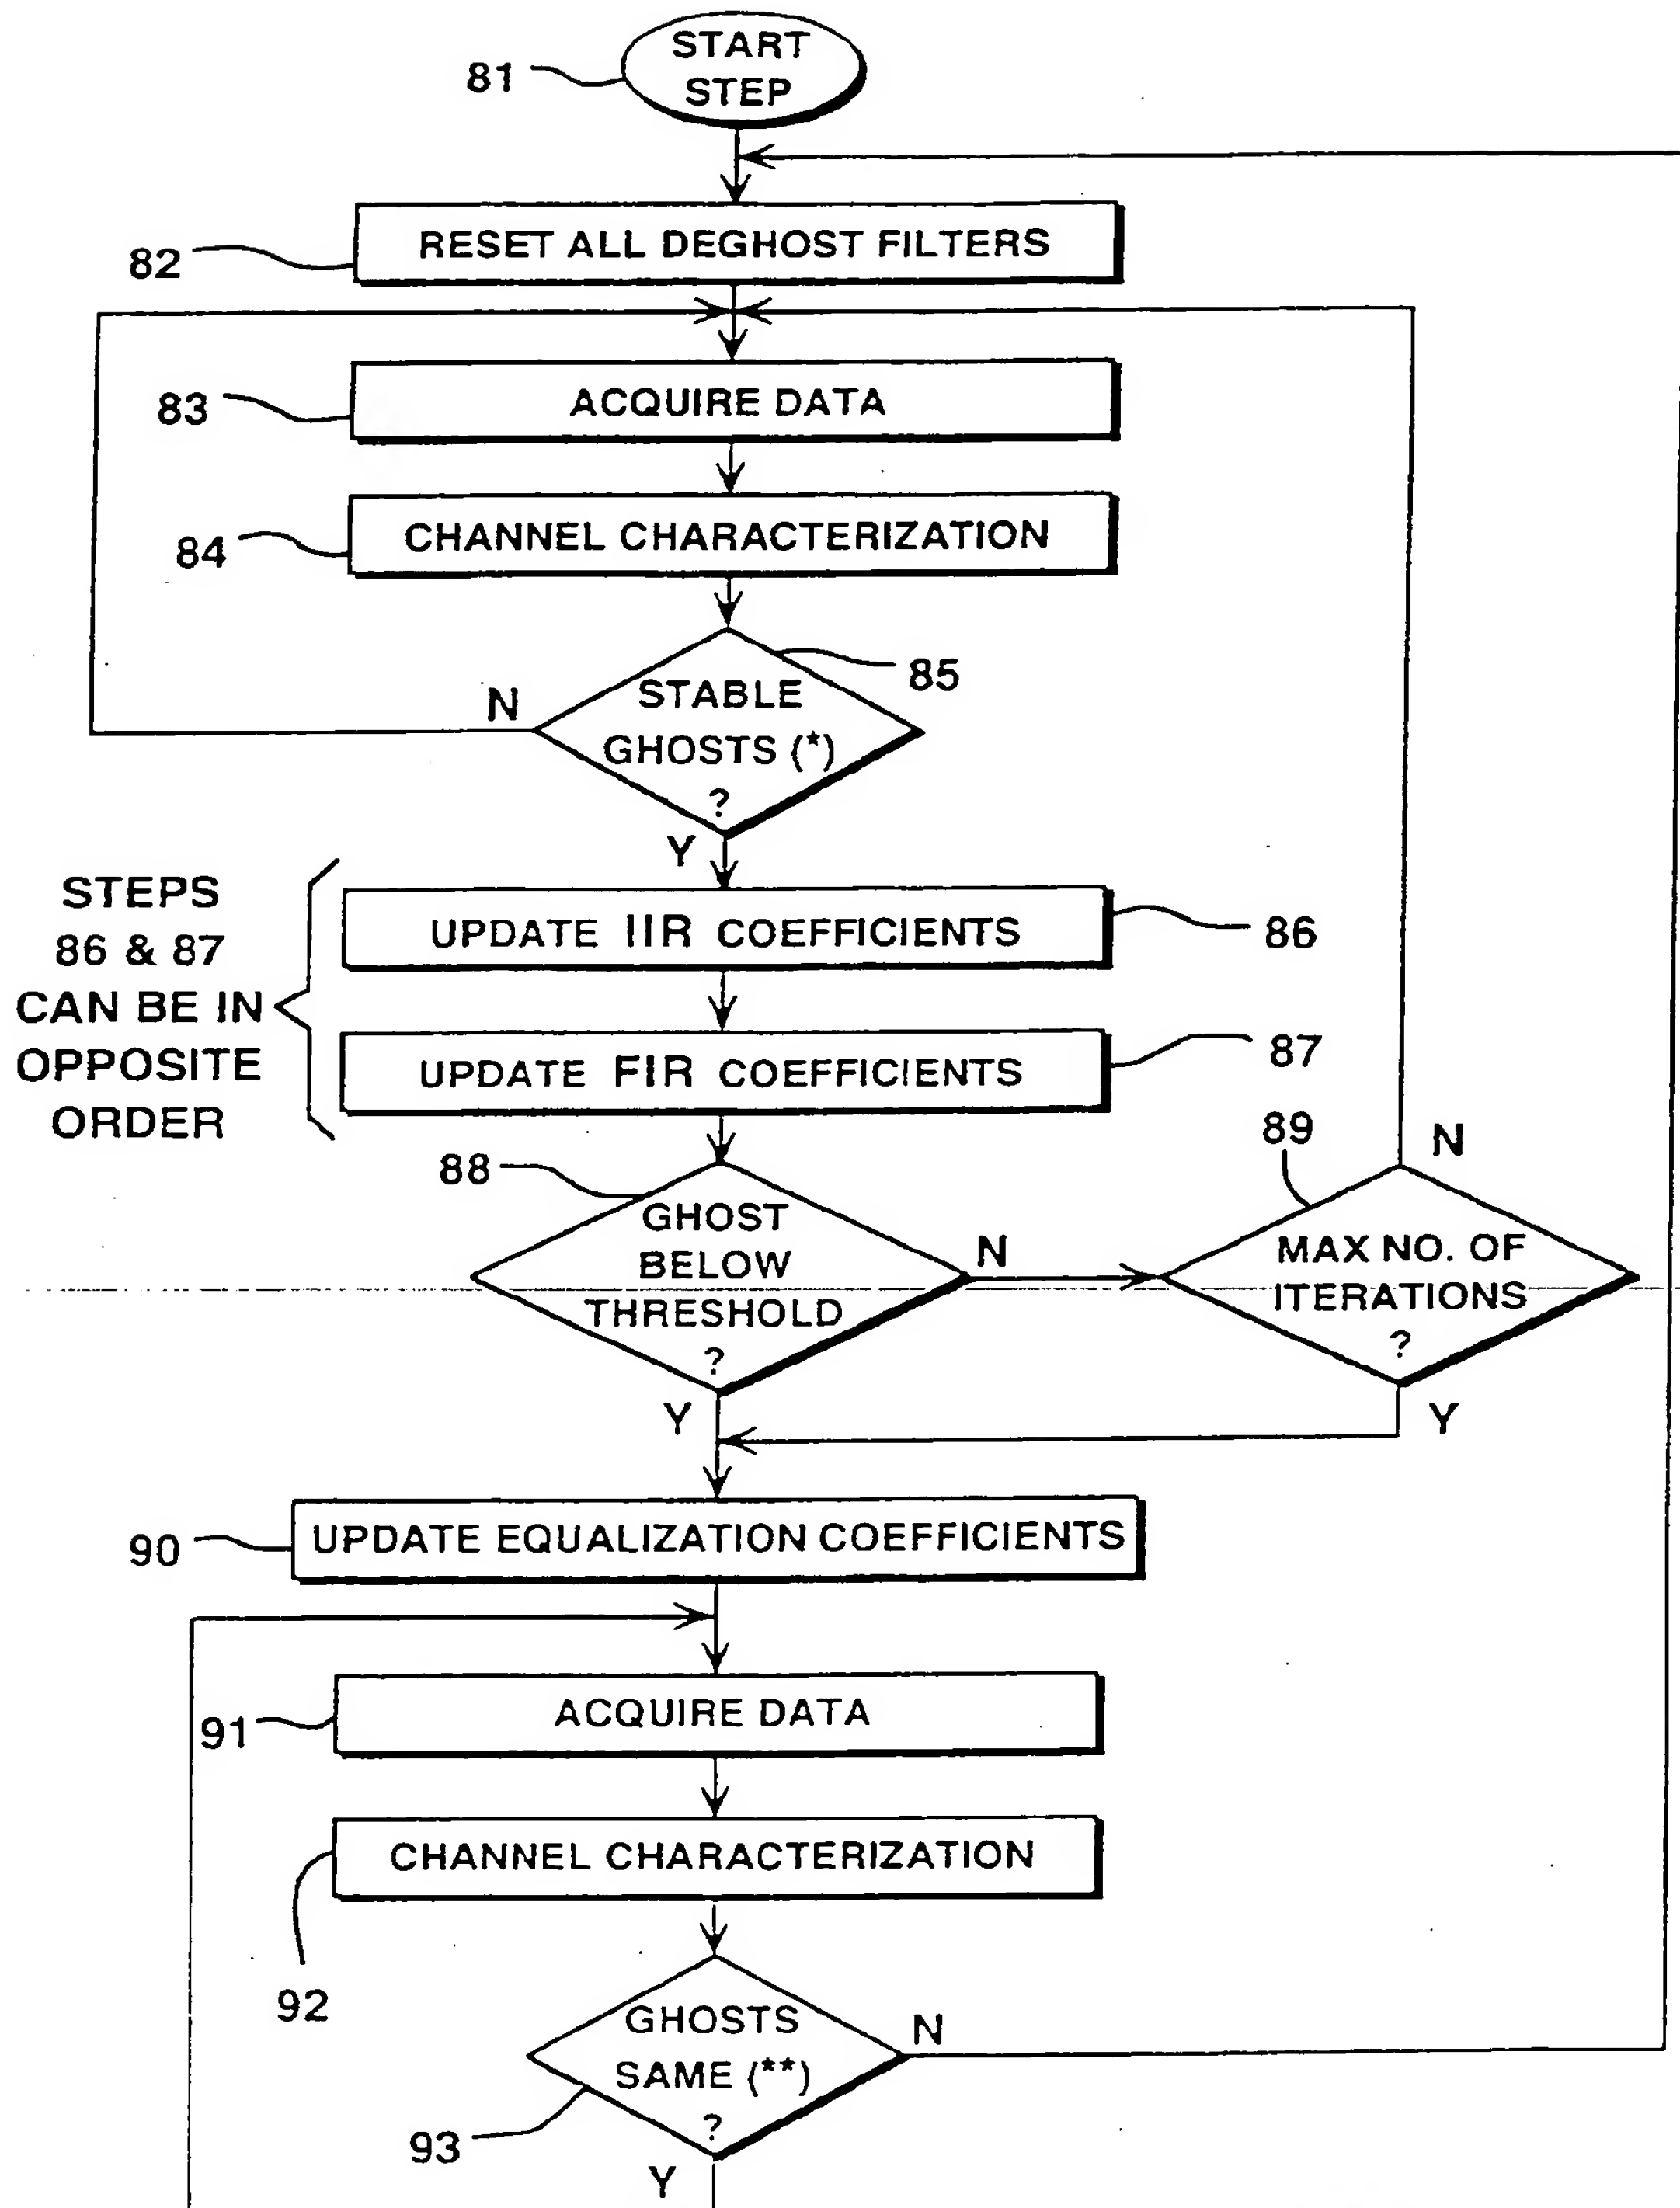 START
STEP
81
RESET ALL DEGHOST FILTERS
82
ACQUIRE DATA
83
CHANNEL CHARACTERIZATION
84
85
STABLE
GHOSTS (*)
?
N
Y
STEPS
86 & 87
CAN BE IN
OPPOSITE
ORDER
UPDATE IIR COEFFICIENTS
86
UPDATE FIR COEFFICIENTS
87
88
GHOST
BELOW
THRESHOLD
?
N
Y
89
N
MAX NO. OF
ITERATIONS
?
Y
UPDATE EQUALIZATION COEFFICIENTS
90
ACQUIRE DATA
91
CHANNEL CHARACTERIZATION
92
GHOSTS
SAME (**)
?
N
93
Y